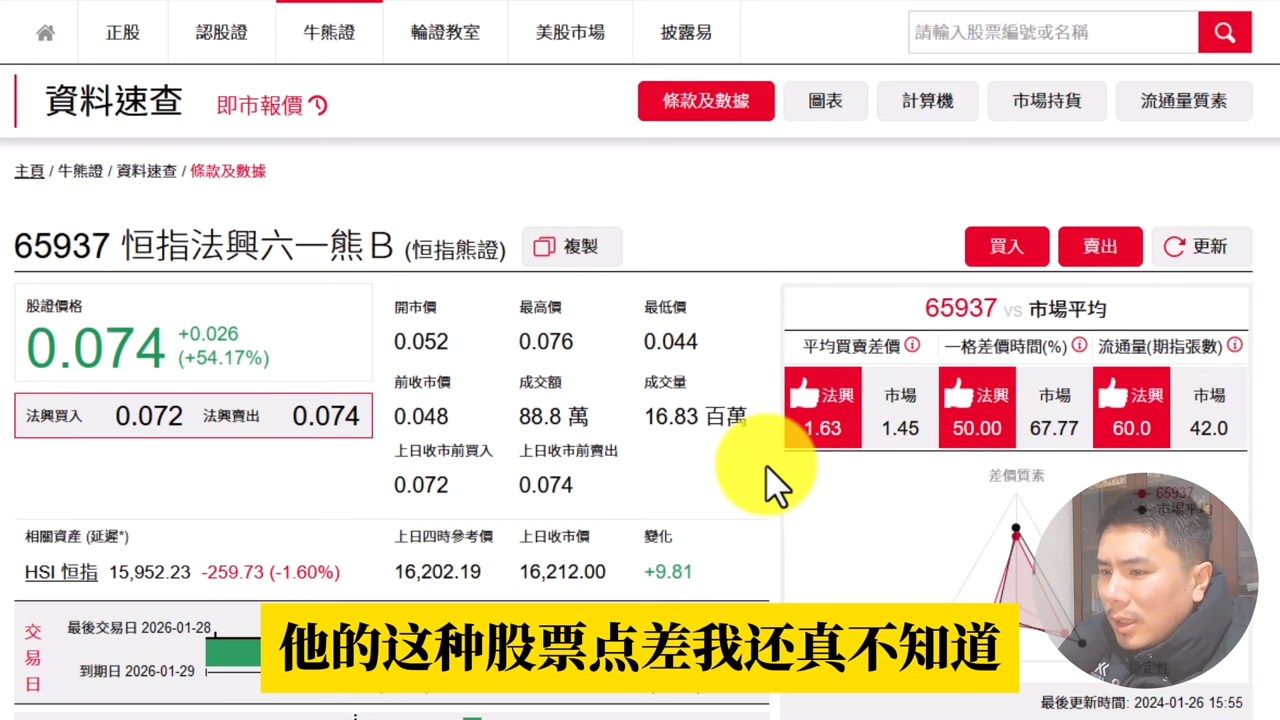 正股 認股證 牛熊證 輪證教室 美股市場 披露易 請輸入股票編號或名稱
資料速查 即市報價 條款及數據 圖表 計算機 市場持貨 流通量質素
主頁 / 牛熊證 / 資料速查 / 條款及數據
65937 恒指法興六一熊B (恒指熊證) 複製 買入 賣出 更新
股證價格
0.074 +0.026
(+54.17%)
法興買入 0.072 法興賣出 0.074
開市價 最高價 最低價
0.052 0.076 0.044
前收市價 成交額 成交量
0.048 88.8 萬 16.83 百萬
上日收市前買入 上日收市前賣出
0.072 0.074
65937 vs 市場平均
平均買賣差價 一格差價時間(%) 流通量(期指張數)
法興 市場 法興 市場 法興 市場
1.63 1.45 50.00 67.77 60.0 42.0
差價質素
65937
市場平均
相關資產 (延遲*) 上日四時參考價 上日收市價 變化
HSI 恒指 15,952.23 -259.73 (-1.60%) 16,202.19 16,212.00 +9.81
交易日
最後交易日 2026-01-28
到期日 2026-01-29
他的这种股票点差我还真不知道
最後更新時間: 2024-01-26 15:55